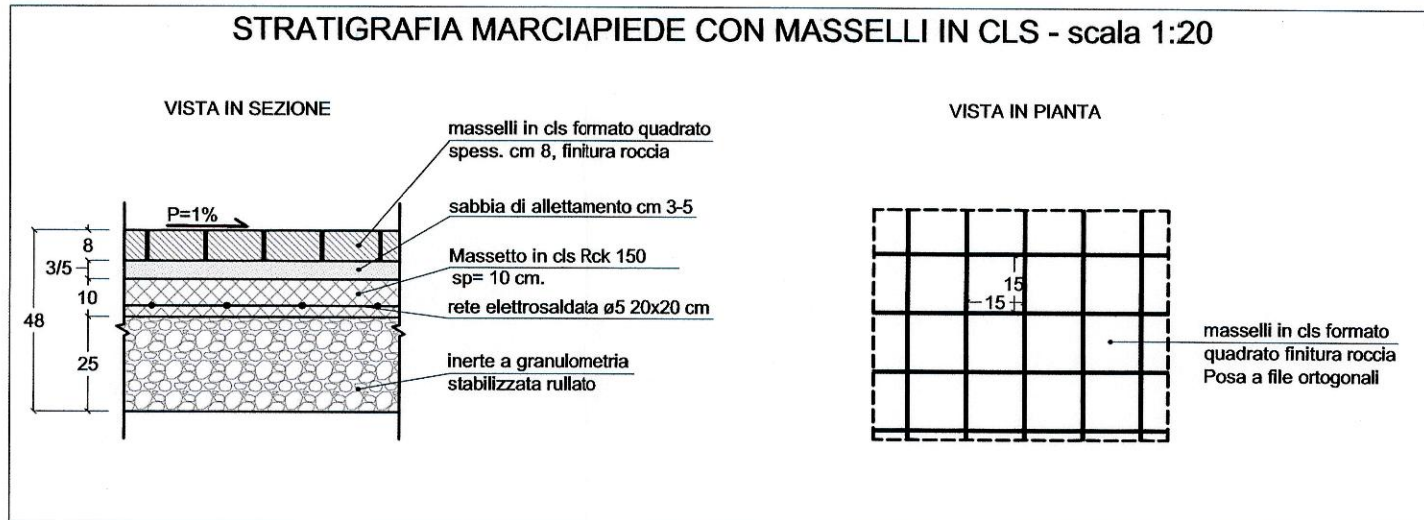 STRATIGRAFIA MARCIAPIEDE CON MASSELLI IN CLS - scala 1:20
VISTA IN SEZIONE
masselli in cls formato quadrato
spess. cm 8, finitura roccia
P=1%
sabbia di allettamento cm 3-5
8
3/5
Massetto in cls Rck 150
sp= 10 cm.
10
rete elettrosaldata ø5 20x20 cm
48
25
inerte a granulometria
stabilizzata rullato
VISTA IN PIANTA
15
15
masselli in cls formato
quadrato finitura roccia
Posa a file ortogonali